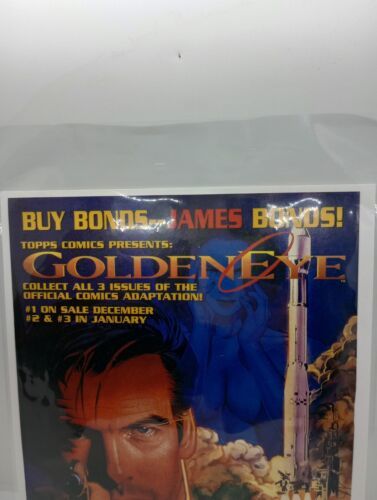 BUY BONDS... JAMES BONDS!
TOPPS COMICS PRESENTS:
GOLDENEYE™
COLLECT ALL 3 ISSUES OF THE
OFFICIAL COMICS ADAPTATION!
#1 ON SALE DECEMBER
#2 & #3 IN JANUARY